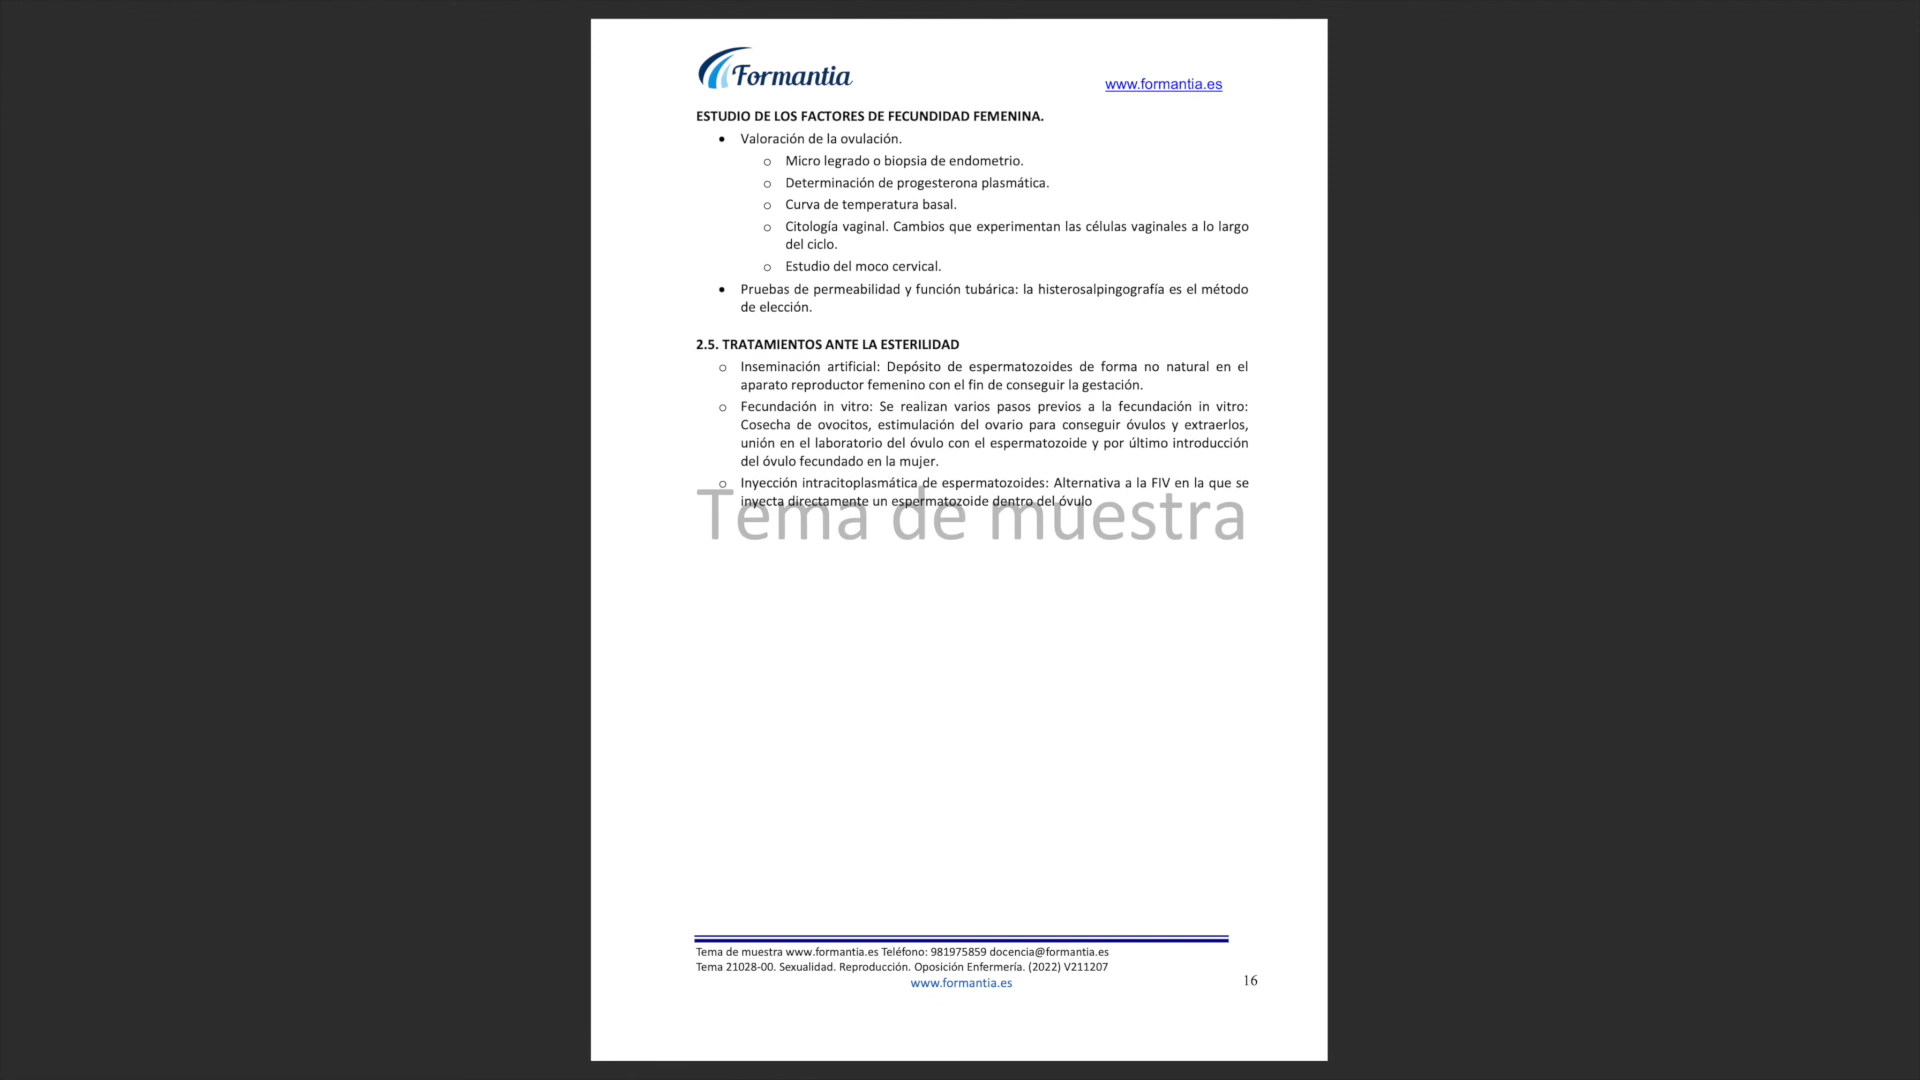 Formantia
www.formantia.es
ESTUDIO DE LOS FACTORES DE FECUNDIDAD FEMENINA.
• Valoración de la ovulación.
o Micro legrado o biopsia de endometrio.
o Determinación de progesterona plasmática.
o Curva de temperatura basal.
o Citología vaginal. Cambios que experimentan las células vaginales a lo largo
del ciclo.
o Estudio del moco cervical.
• Pruebas de permeabilidad y función tubárica: la histerosalpingografía es el método
de elección.
2.5. TRATAMIENTOS ANTE LA ESTERILIDAD
o Inseminación artificial: Depósito de espermatozoides de forma no natural en el
aparato reproductor femenino con el fin de conseguir la gestación.
o Fecundación in vitro: Se realizan varios pasos previos a la fecundación in vitro:
Cosecha de ovocitos, estimulación del ovario para conseguir óvulos y extraerlos,
unión en el laboratorio del óvulo con el espermatozoide y por último introducción
del óvulo fecundado en la mujer.
o Inyección intracitoplasmática de espermatozoides: Alternativa a la FIV en la que se
inyecta directamente un espermatozoide dentro del óvulo
Tema de muestra
Tema de muestra www.formantia.es Teléfono: 981975859 docencia@formantia.es
Tema 21028-00. Sexualidad. Reproducción. Oposición Enfermería. (2022) V211207
www.formantia.es
16